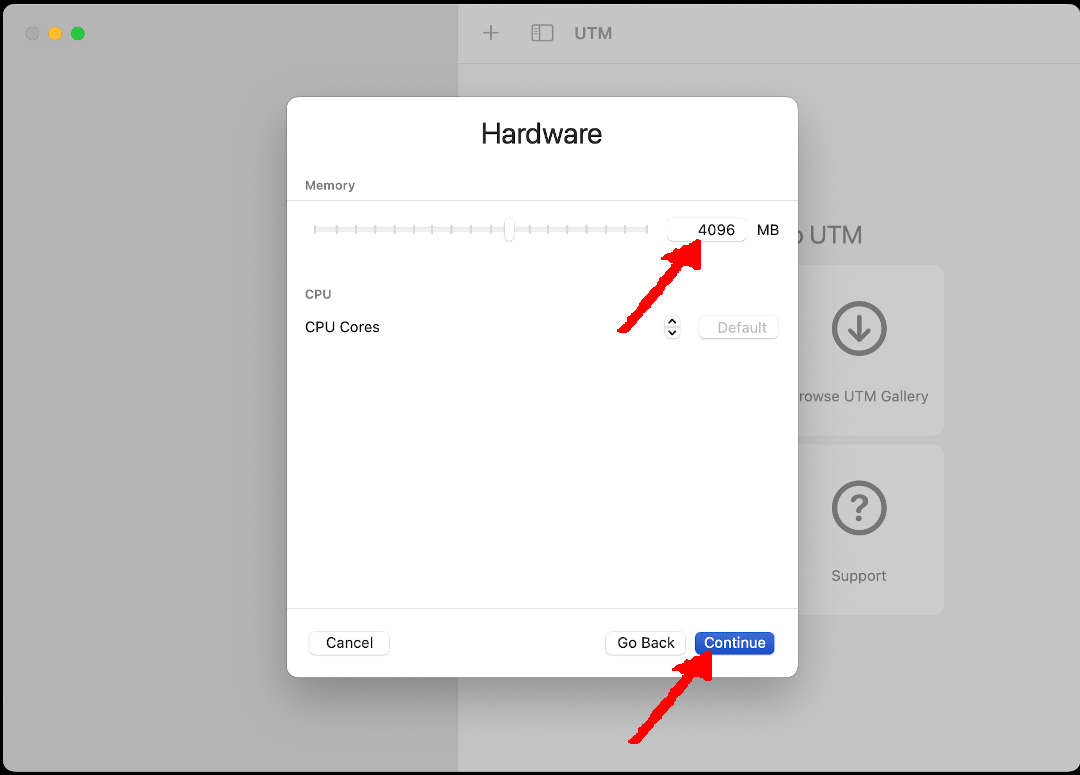 UTM
Hardware
Memory
4096 MB
UTM
CPU
CPU Cores
Default
rowse UTM Gallery
?
Support
Cancel
Go Back
Continue